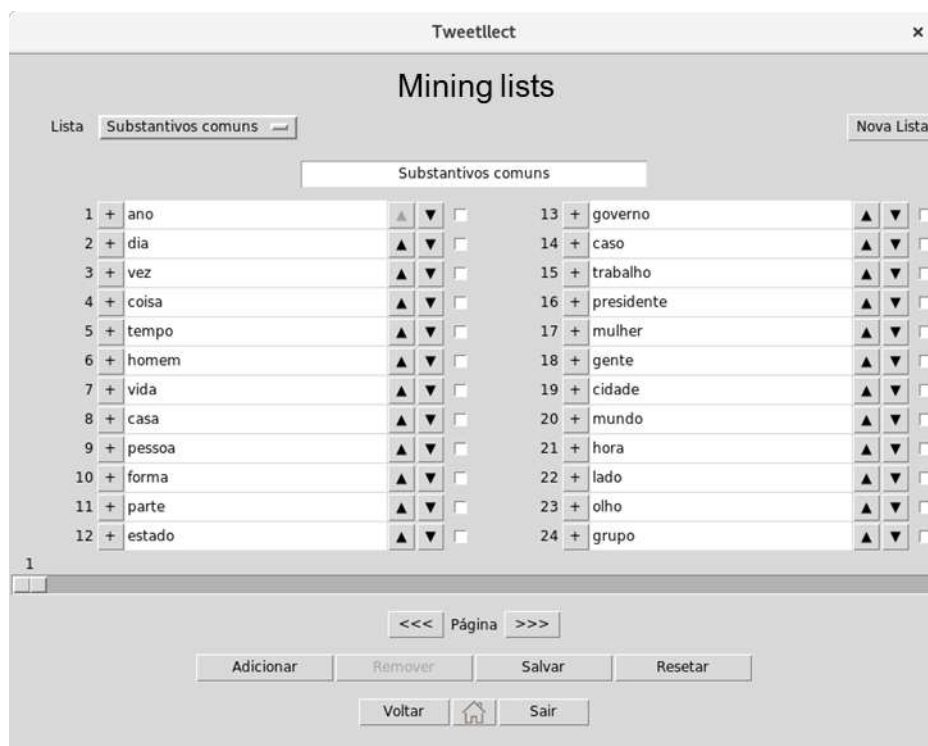 Tweetllect ×
Mining lists
Lista Substantivos comuns Nova Lista
Substantivos comuns
1 + ano ▲ ▼ 13 + governo ▲ ▼
2 + dia ▲ ▼ 14 + caso ▲ ▼
3 + vez ▲ ▼ 15 + trabalho ▲ ▼
4 + coisa ▲ ▼ 16 + presidente ▲ ▼
5 + tempo ▲ ▼ 17 + mulher ▲ ▼
6 + homem ▲ ▼ 18 + gente ▲ ▼
7 + vida ▲ ▼ 19 + cidade ▲ ▼
8 + casa ▲ ▼ 20 + mundo ▲ ▼
9 + pessoa ▲ ▼ 21 + hora ▲ ▼
10 + forma ▲ ▼ 22 + lado ▲ ▼
11 + parte ▲ ▼ 23 + olho ▲ ▼
12 + estado ▲ ▼ 24 + grupo ▲ ▼
1
<<< Página >>>
Adicionar Remover Salvar Resetar
Voltar Sair